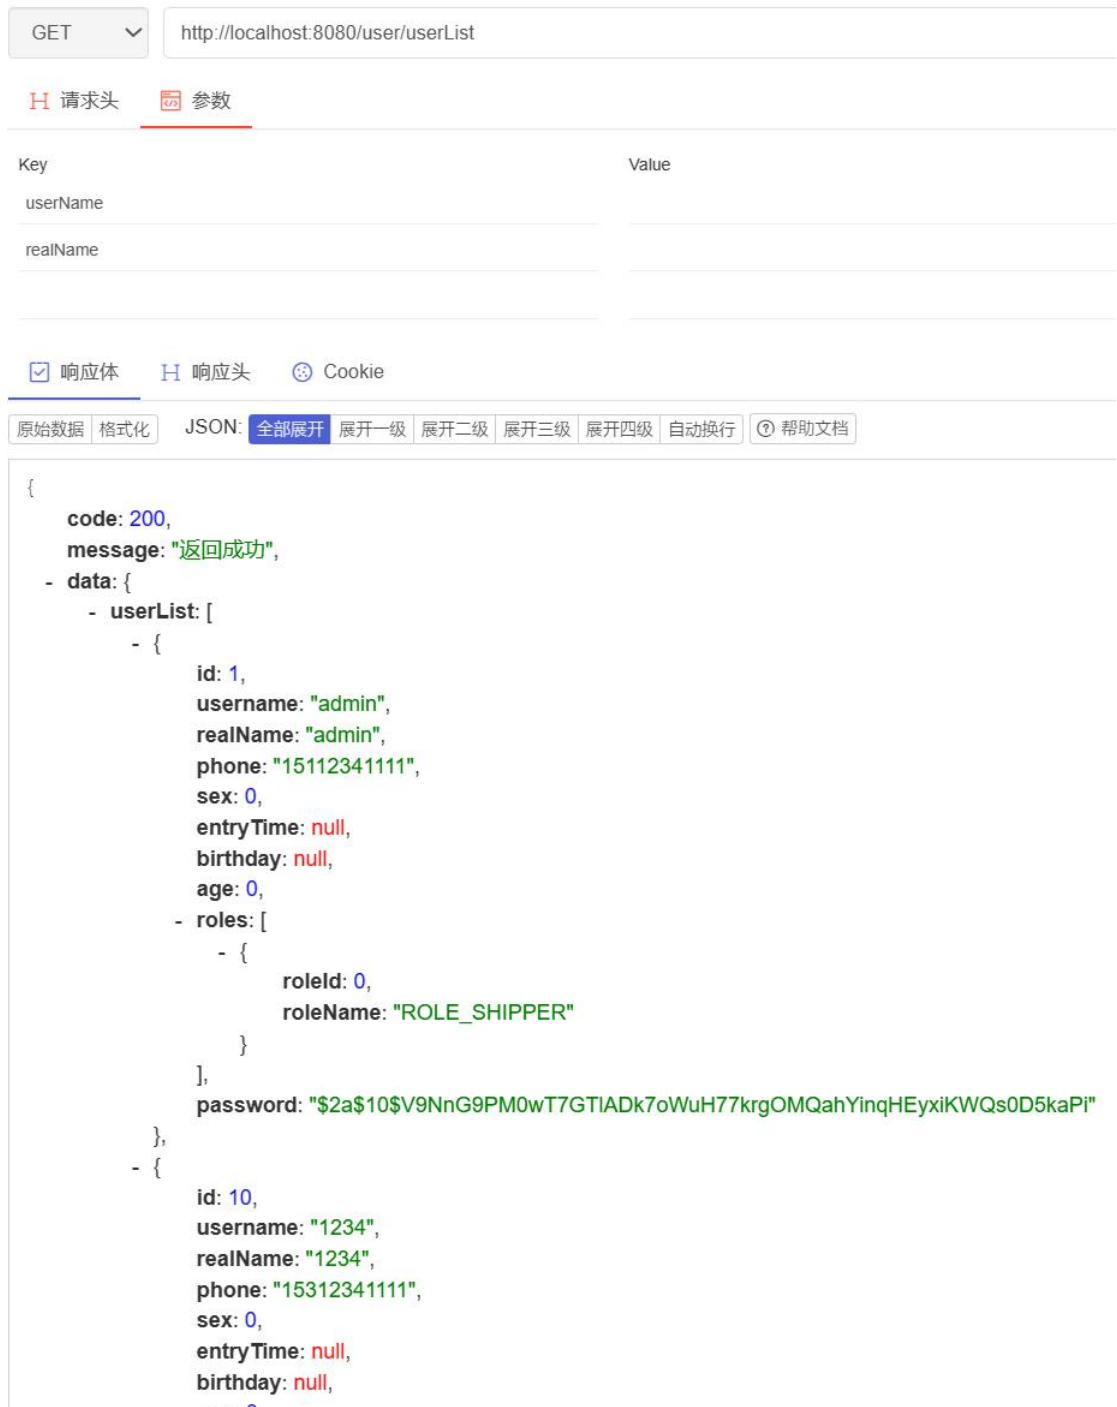 GET http://localhost:8080/user/userList
请求头 参数
Key Value
userName
realName
响应体 响应头 Cookie
原始数据 格式化 JSON: 全部展开 展开一级 展开二级 展开三级 展开四级 自动换行 帮助文档
{
code: 200,
message: "返回成功",
- data: {
- userList: [
- {
id: 1,
username: "admin",
realName: "admin",
phone: "15112341111",
sex: 0,
entryTime: null,
birthday: null,
age: 0,
- roles: [
- {
roleId: 0,
roleName: "ROLE_SHIPPER"
}
],
password: "$2a$10$V9NnG9PM0wT7GTlADk7oWuH77krgOMQahYinqHEyxiKWQs0D5kaPi"
},
- {
id: 10,
username: "1234",
realName: "1234",
phone: "15312341111",
sex: 0,
entryTime: null,
birthday: null,